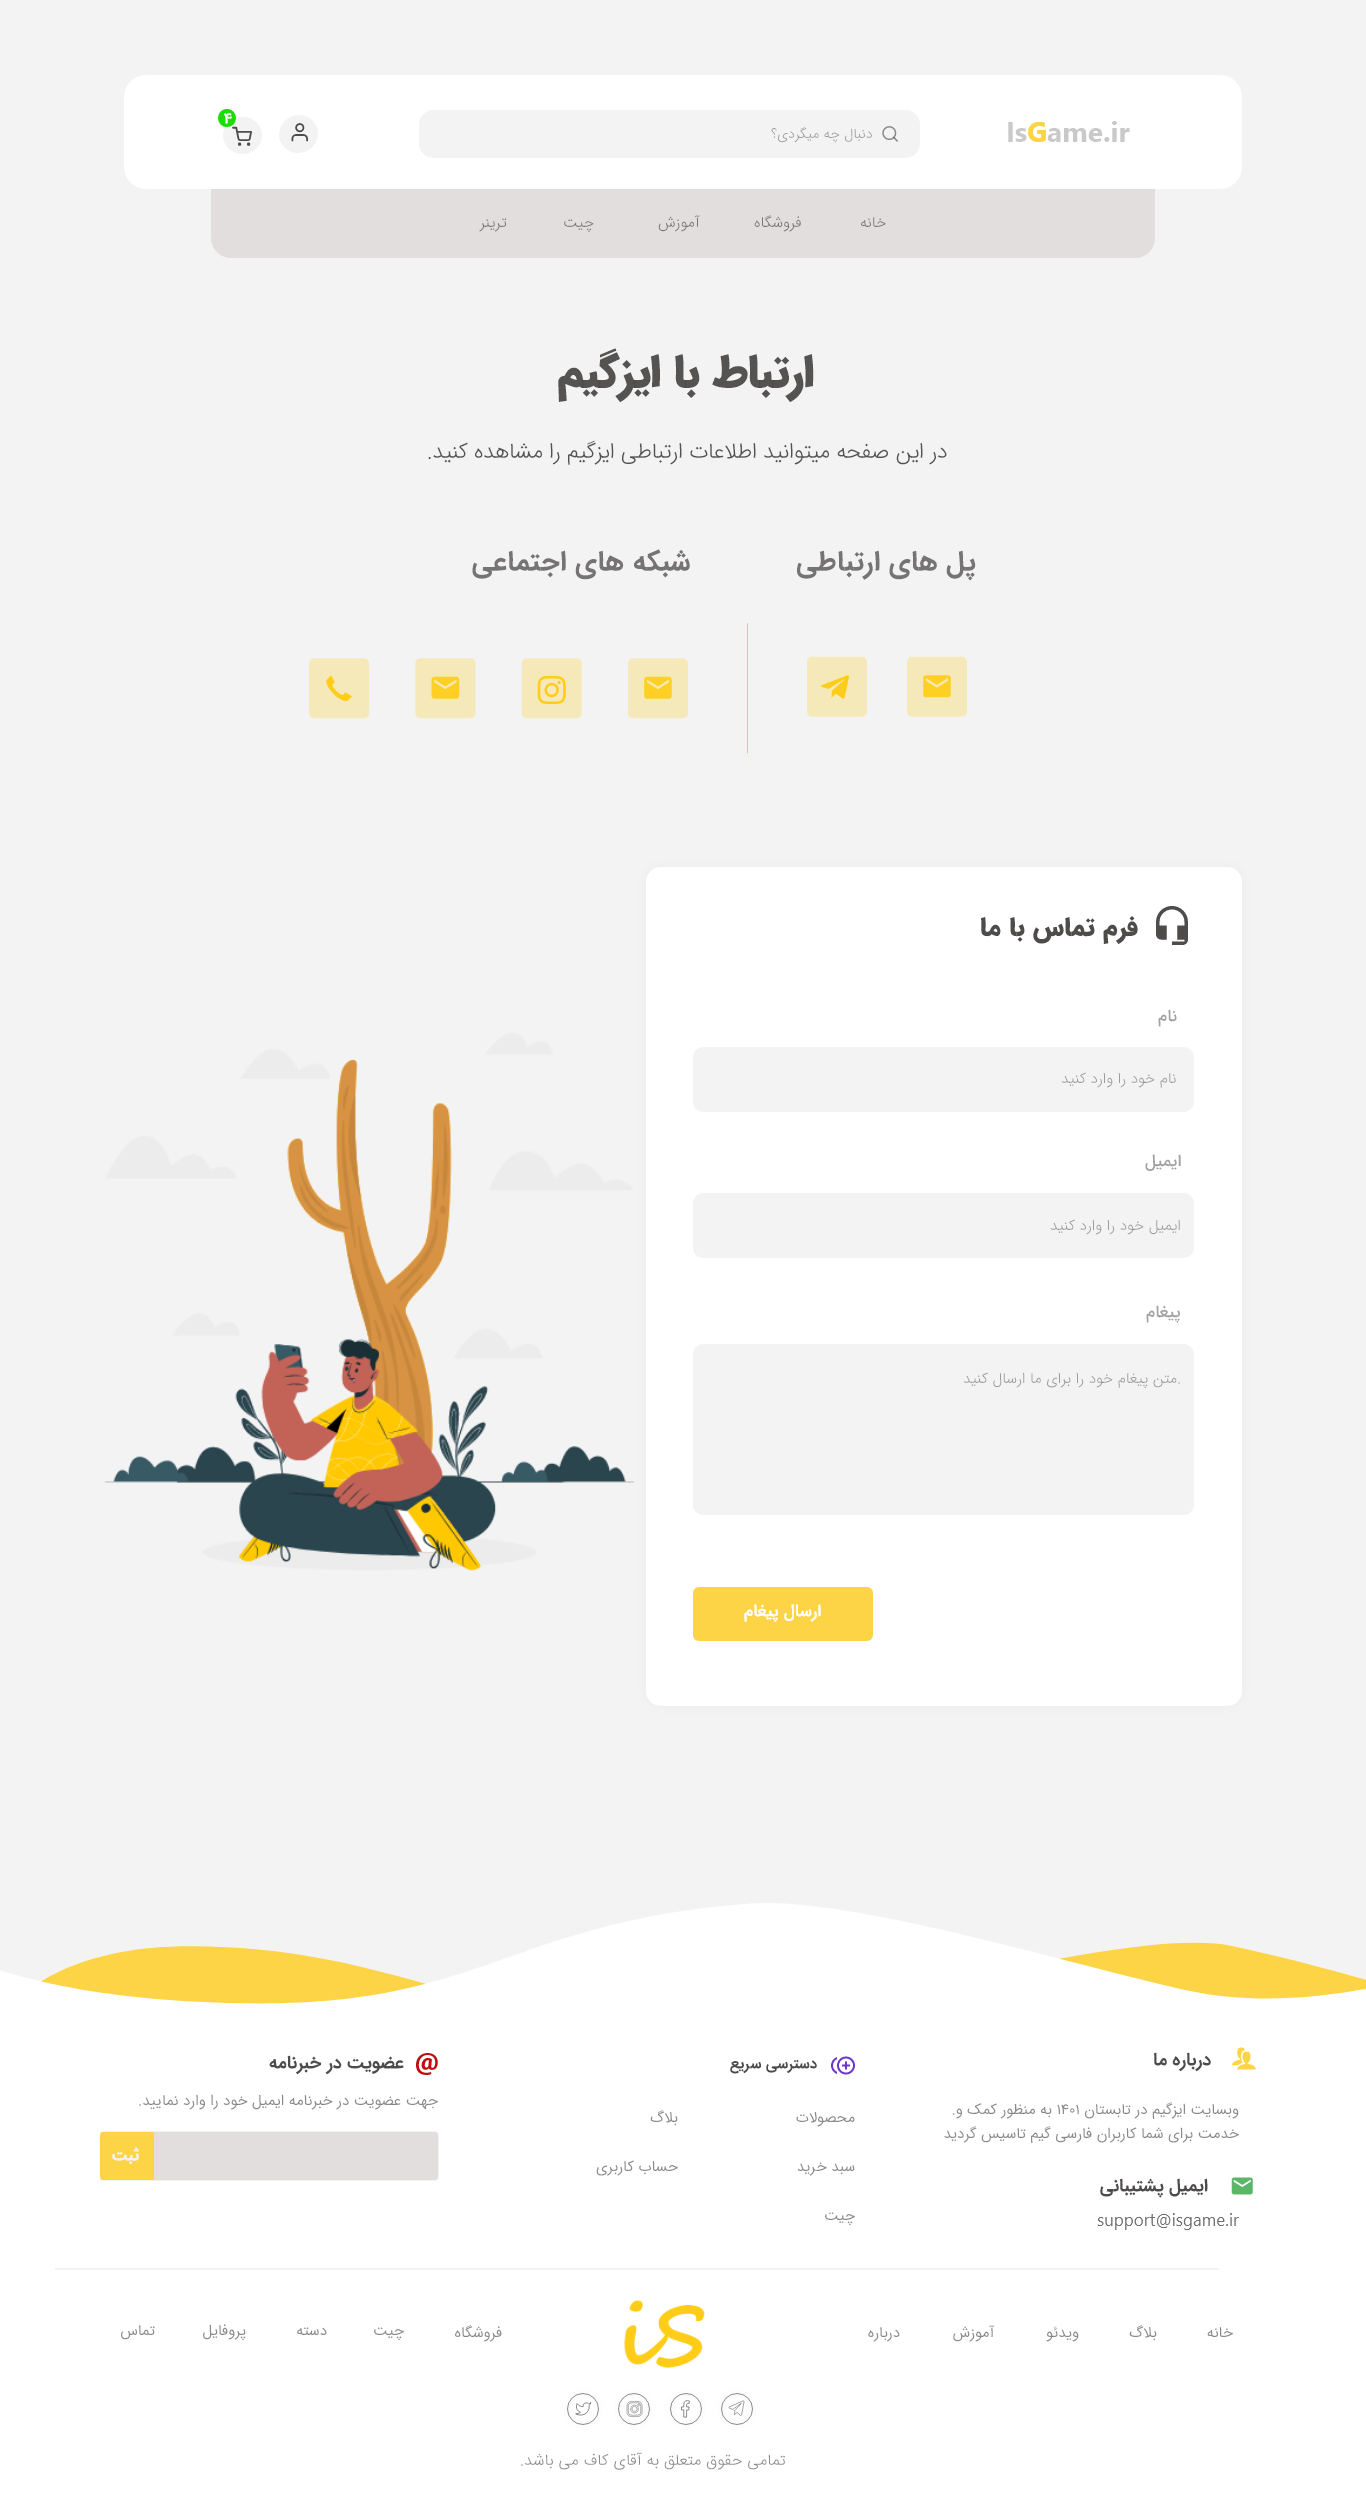 IsGame.ir
دنبال چه میگردی؟
۴
خانه
فروشگاه
آموزش
چیت
ترینر
ارتباط با ایزگیم
در این صفحه میتوانید اطلاعات ارتباطی ایزگیم را مشاهده کنید.
پل های ارتباطی
شبکه های اجتماعی
فرم تماس با ما
نام
نام خود را وارد کنید
ایمیل
ایمیل خود را وارد کنید
پیغام
.متن پیغام خود را برای ما ارسال کنید
ارسال پیغام
درباره ما
وبسایت ایزگیم در تابستان ۱۴۰۱ به منظور کمک و.
خدمت برای شما کاربران فارسی گیم تاسیس گردید
ایمیل پشتیبانی
support@isgame.ir
دسترسی سریع
محصولات
بلاگ
سبد خرید
حساب کاربری
چیت
@ عضویت در خبرنامه
جهت عضویت در خبرنامه ایمیل خود را وارد نمایید.
ثبت
خانه
بلاگ
ویدئو
آموزش
درباره
is
فروشگاه
چیت
دسته
پروفایل
تماس
تمامی حقوق متعلق به آقای کاف می باشد.